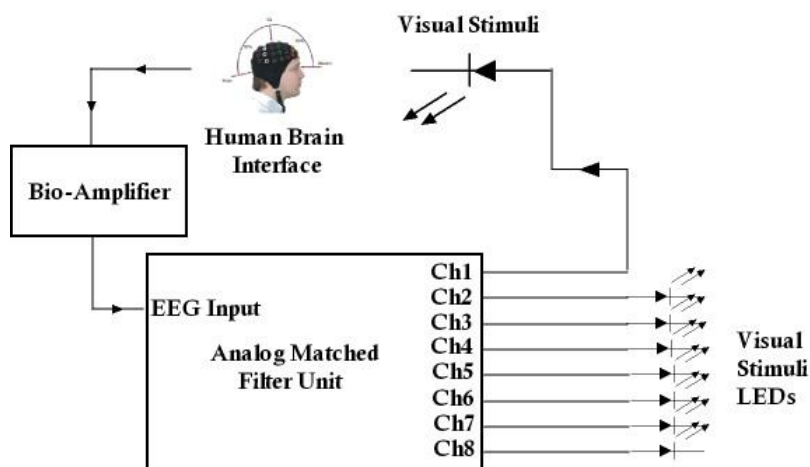 Visual Stimuli
Human Brain
Interface
Bio-Amplifier
EEG Input
Analog Matched
Filter Unit
Ch1
Ch2
Ch3
Ch4
Ch5
Ch6
Ch7
Ch8
Visual
Stimuli
LEDs